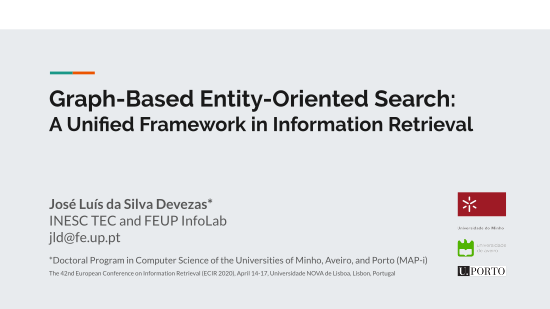 Graph-Based Entity-Oriented Search:
A Unified Framework in Information Retrieval
José Luís da Silva Devezas*
INESC TEC and FEUP InfoLab
jld@fe.up.pt
*Doctoral Program in Computer Science of the Universities of Minho, Aveiro, and Porto (MAP-i)
The 42nd European Conference on Information Retrieval (ECIR 2020), April 14-17, Universidade NOVA de Lisboa, Lisbon, Portugal
Universidade do Minho
universidade
de aveiro
U.PORTO